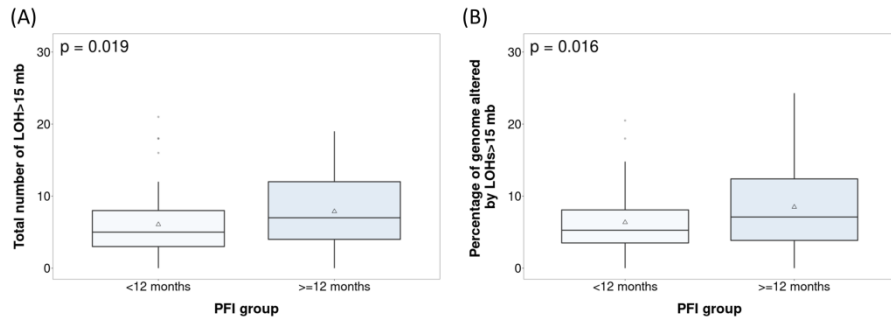 (A)
p = 0.019
Total number of LOH>15 mb
30
20
10
0
<12 months
>=12 months
PFI group
(B)
p = 0.016
Percentage of genome altered
by LOHs>15 mb
30
20
10
0
<12 months
>=12 months
PFI group